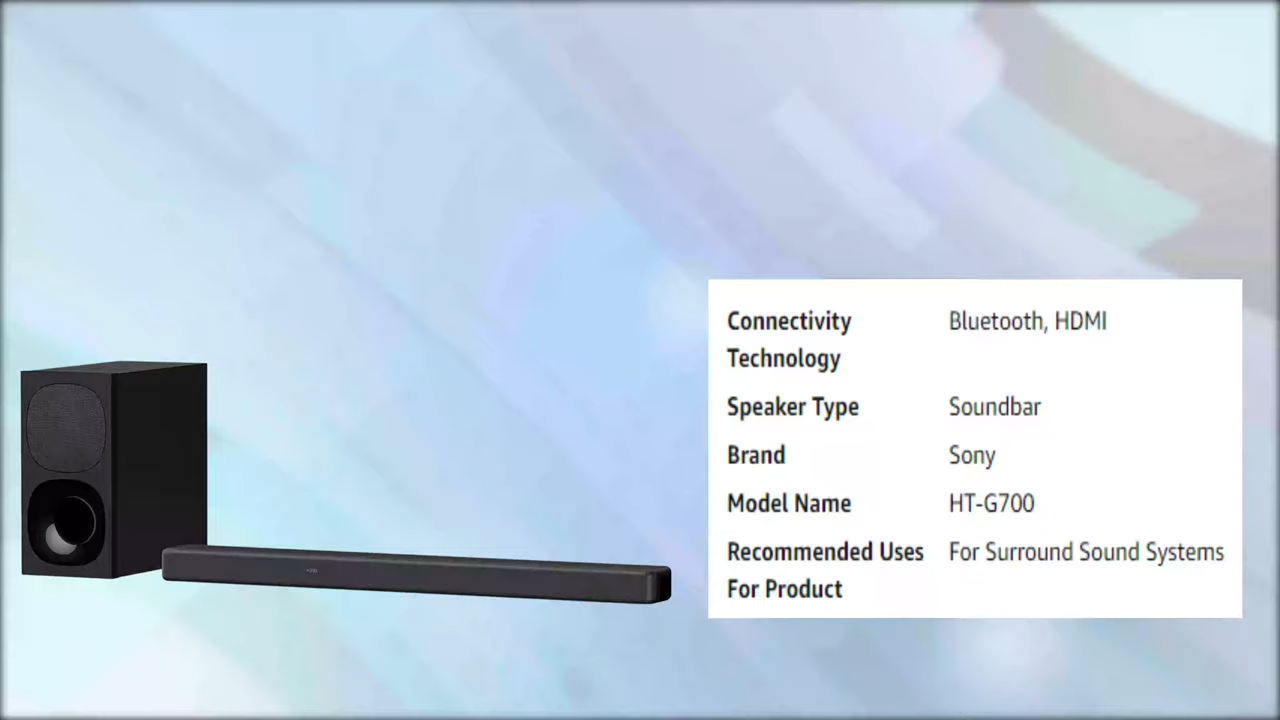 Connectivity Technology Bluetooth, HDMI
Speaker Type Soundbar
Brand Sony
Model Name HT-G700
Recommended Uses For Product For Surround Sound Systems